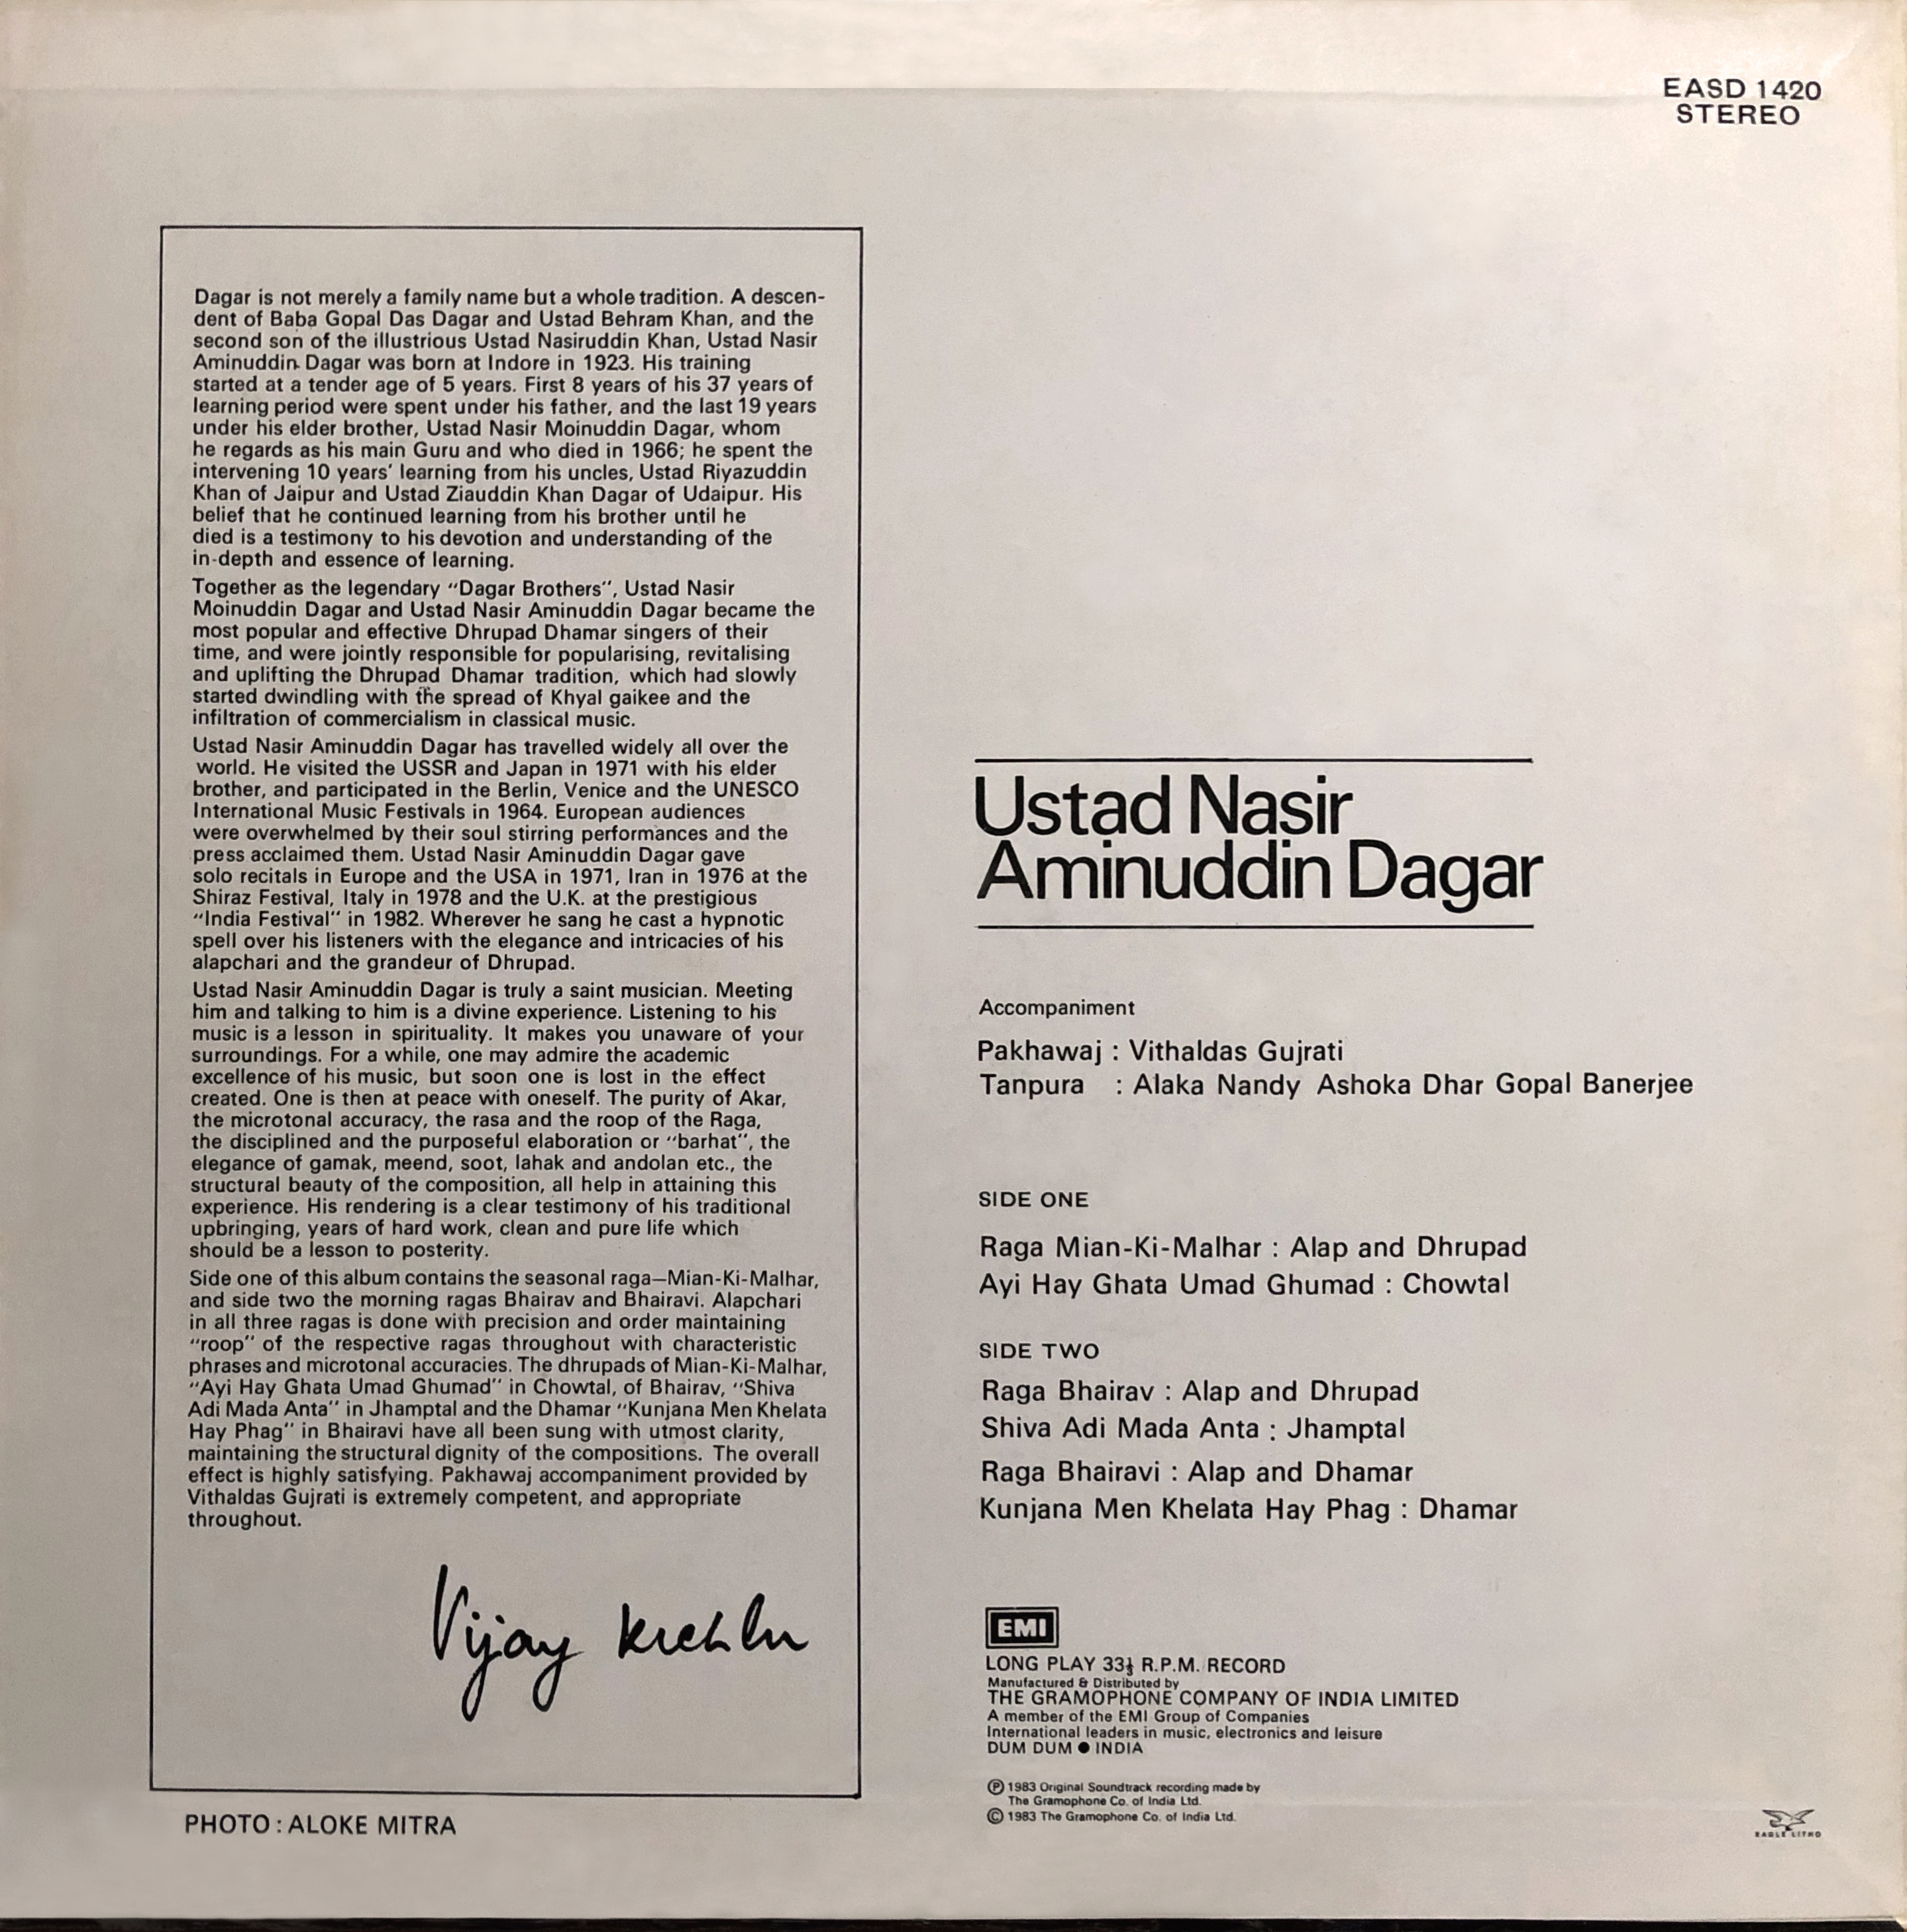 EASD 1420
STEREO
Dagar is not merely a family name but a whole tradition. A descen-
dent of Baba Gopal Das Dagar and Ustad Behram Khan, and the
second son of the illustrious Ustad Nasiruddin Khan, Ustad Nasir
Aminuddin Dagar was born at Indore in 1923. His training
started at a tender age of 5 years. First 8 years of his 37 years of
learning period were spent under his father, and the last 19 years
under his elder brother, Ustad Nasir Moinuddin Dagar, whom
he regards as his main Guru and who died in 1966; he spent the
intervening 10 years' learning from his uncles, Ustad Riyazuddin
Khan of Jaipur and Ustad Ziauddin Khan Dagar of Udaipur. His
belief that he continued learning from his brother until he
died is a testimony to his devotion and understanding of the
in-depth and essence of learning.
Together as the legendary "Dagar Brothers", Ustad Nasir
Moinuddin Dagar and Ustad Nasir Aminuddin Dagar became the
most popular and effective Dhrupad Dhamar singers of their
time, and were jointly responsible for popularising, revitalising
and uplifting the Dhrupad Dhamar tradition, which had slowly
started dwindling with the spread of Khyal gaikee and the
infiltration of commercialism in classical music.
Ustad Nasir Aminuddin Dagar has travelled widely all over the
world. He visited the USSR and Japan in 1971 with his elder
brother, and participated in the Berlin, Venice and the UNESCO
International Music Festivals in 1964. European audiences
were overwhelmed by their soul stirring performances and the
press acclaimed them. Ustad Nasir Aminuddin Dagar gave
solo recitals in Europe and the USA in 1971, Iran in 1976 at the
Shiraz Festival, Italy in 1978 and the U.K. at the prestigious
"India Festival" in 1982. Wherever he sang he cast a hypnotic
spell over his listeners with the elegance and intricacies of his
alapchari and the grandeur of Dhrupad.
Ustad Nasir Aminuddin Dagar is truly a saint musician. Meeting
him and talking to him is a divine experience. Listening to his
music is a lesson in spirituality. It makes you unaware of your
surroundings. For a while, one may admire the academic
excellence of his music, but soon one is lost in the effect
created. One is then at peace with oneself. The purity of Akar,
the microtonal accuracy, the rasa and the roop of the Raga,
the disciplined and the purposeful elaboration or "barhat", the
elegance of gamak, meend, soot, lahak and andolan etc., the
structural beauty of the composition, all help in attaining this
experience. His rendering is a clear testimony of his traditional
upbringing, years of hard work, clean and pure life which
should be a lesson to posterity.
Side one of this album contains the seasonal raga—Mian-Ki-Malhar,
and side two the morning ragas Bhairav and Bhairavi. Alapchari
in all three ragas is done with precision and order maintaining
"roop" of the respective ragas throughout with characteristic
phrases and microtonal accuracies. The dhrupads of Mian-Ki-Malhar,
"Ayi Hay Ghata Umad Ghumad" in Chowtal, of Bhairav, "Shiva
Adi Mada Anta" in Jhamptal and the Dhamar "Kunjana Men Khelata
Hay Phag" in Bhairavi have all been sung with utmost clarity,
maintaining the structural dignity of the compositions. The overall
effect is highly satisfying. Pakhawaj accompaniment provided by
Vithaldas Gujrati is extremely competent, and appropriate
throughout.
Vijay Kichlu
PHOTO : ALOKE MITRA
Ustad Nasir
Aminuddin Dagar
Accompaniment
Pakhawaj : Vithaldas Gujrati
Tanpura : Alaka Nandy Ashoka Dhar Gopal Banerjee
SIDE ONE
Raga Mian-Ki-Malhar : Alap and Dhrupad
Ayi Hay Ghata Umad Ghumad : Chowtal
SIDE TWO
Raga Bhairav : Alap and Dhrupad
Shiva Adi Mada Anta : Jhamptal
Raga Bhairavi : Alap and Dhamar
Kunjana Men Khelata Hay Phag : Dhamar
EMI
LONG PLAY 33⅓ R.P.M. RECORD
Manufactured & Distributed by
THE GRAMOPHONE COMPANY OF INDIA LIMITED
A member of the EMI Group of Companies
International leaders in music, electronics and leisure
DUM DUM ● INDIA
℗ 1983 Original Soundtrack recording made by
The Gramophone Co. of India Ltd.
© 1983 The Gramophone Co. of India Ltd.
EAGLE LITHO